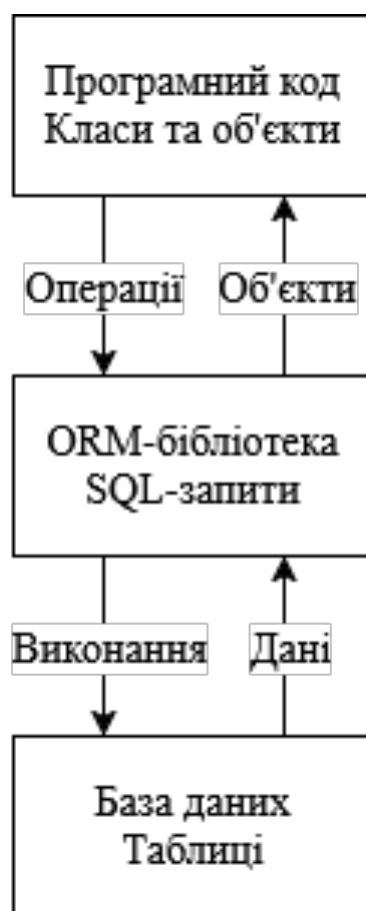 Програмний код
Класи та об'єкти
Операції
Об'єкти
ORM-бібліотека
SQL-запити
Виконання
Дані
База даних
Таблиці